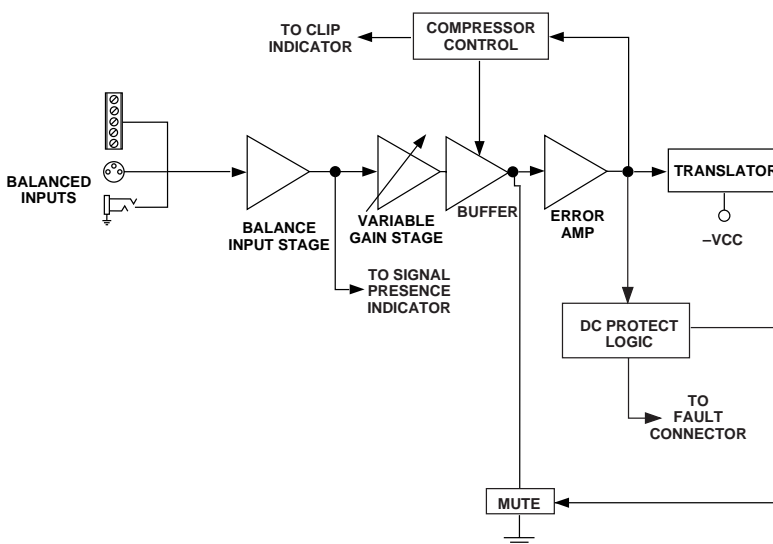 TO CLIP
INDICATOR
COMPRESSOR
CONTROL
BALANCED
INPUTS
BALANCE
INPUT STAGE
VARIABLE
GAIN STAGE
BUFFER
ERROR
AMP
TRANSLATOR
–VCC
TO SIGNAL
PRESENCE
INDICATOR
DC PROTECT
LOGIC
TO
FAULT
CONNECTOR
MUTE